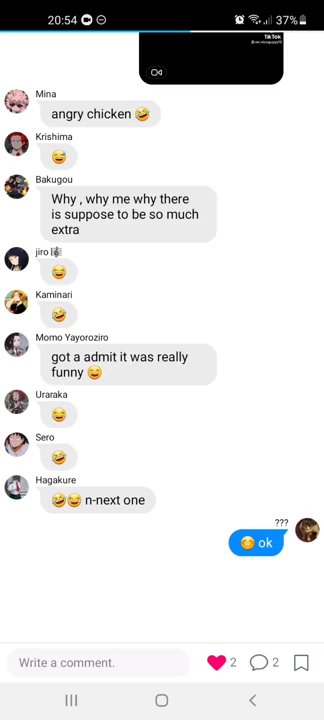 20:54
37%
TikTok
Mina
angry chicken 🤣
Krishima
😅
Bakugou
Why , why me why there
is suppose to be so much
extra
jiro 🎼
😂
Kaminari
🤣
Momo Yayoroziro
got a admit it was really
funny 😂
Uraraka
😂
Sero
🤣
Hagakure
🤣😂 n-next one
???
😊 ok
Write a comment.
2
2